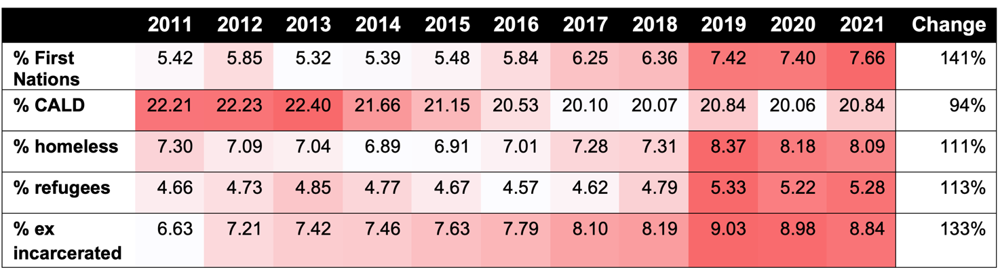 2011 2012 2013 2014 2015 2016 2017 2018 2019 2020 2021 Change
% First Nations 5.42 5.85 5.32 5.39 5.48 5.84 6.25 6.36 7.42 7.40 7.66 141%
% CALD 22.21 22.23 22.40 21.66 21.15 20.53 20.10 20.07 20.84 20.06 20.84 94%
% homeless 7.30 7.09 7.04 6.89 6.91 7.01 7.28 7.31 8.37 8.18 8.09 111%
% refugees 4.66 4.73 4.85 4.77 4.67 4.57 4.62 4.79 5.33 5.22 5.28 113%
% ex incarcerated 6.63 7.21 7.42 7.46 7.63 7.79 8.10 8.19 9.03 8.98 8.84 133%